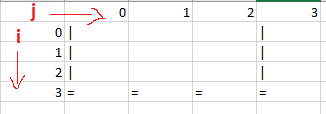 j 0 1 2 3
i 0 | |
1 | |
2 | |
3 = = = = |